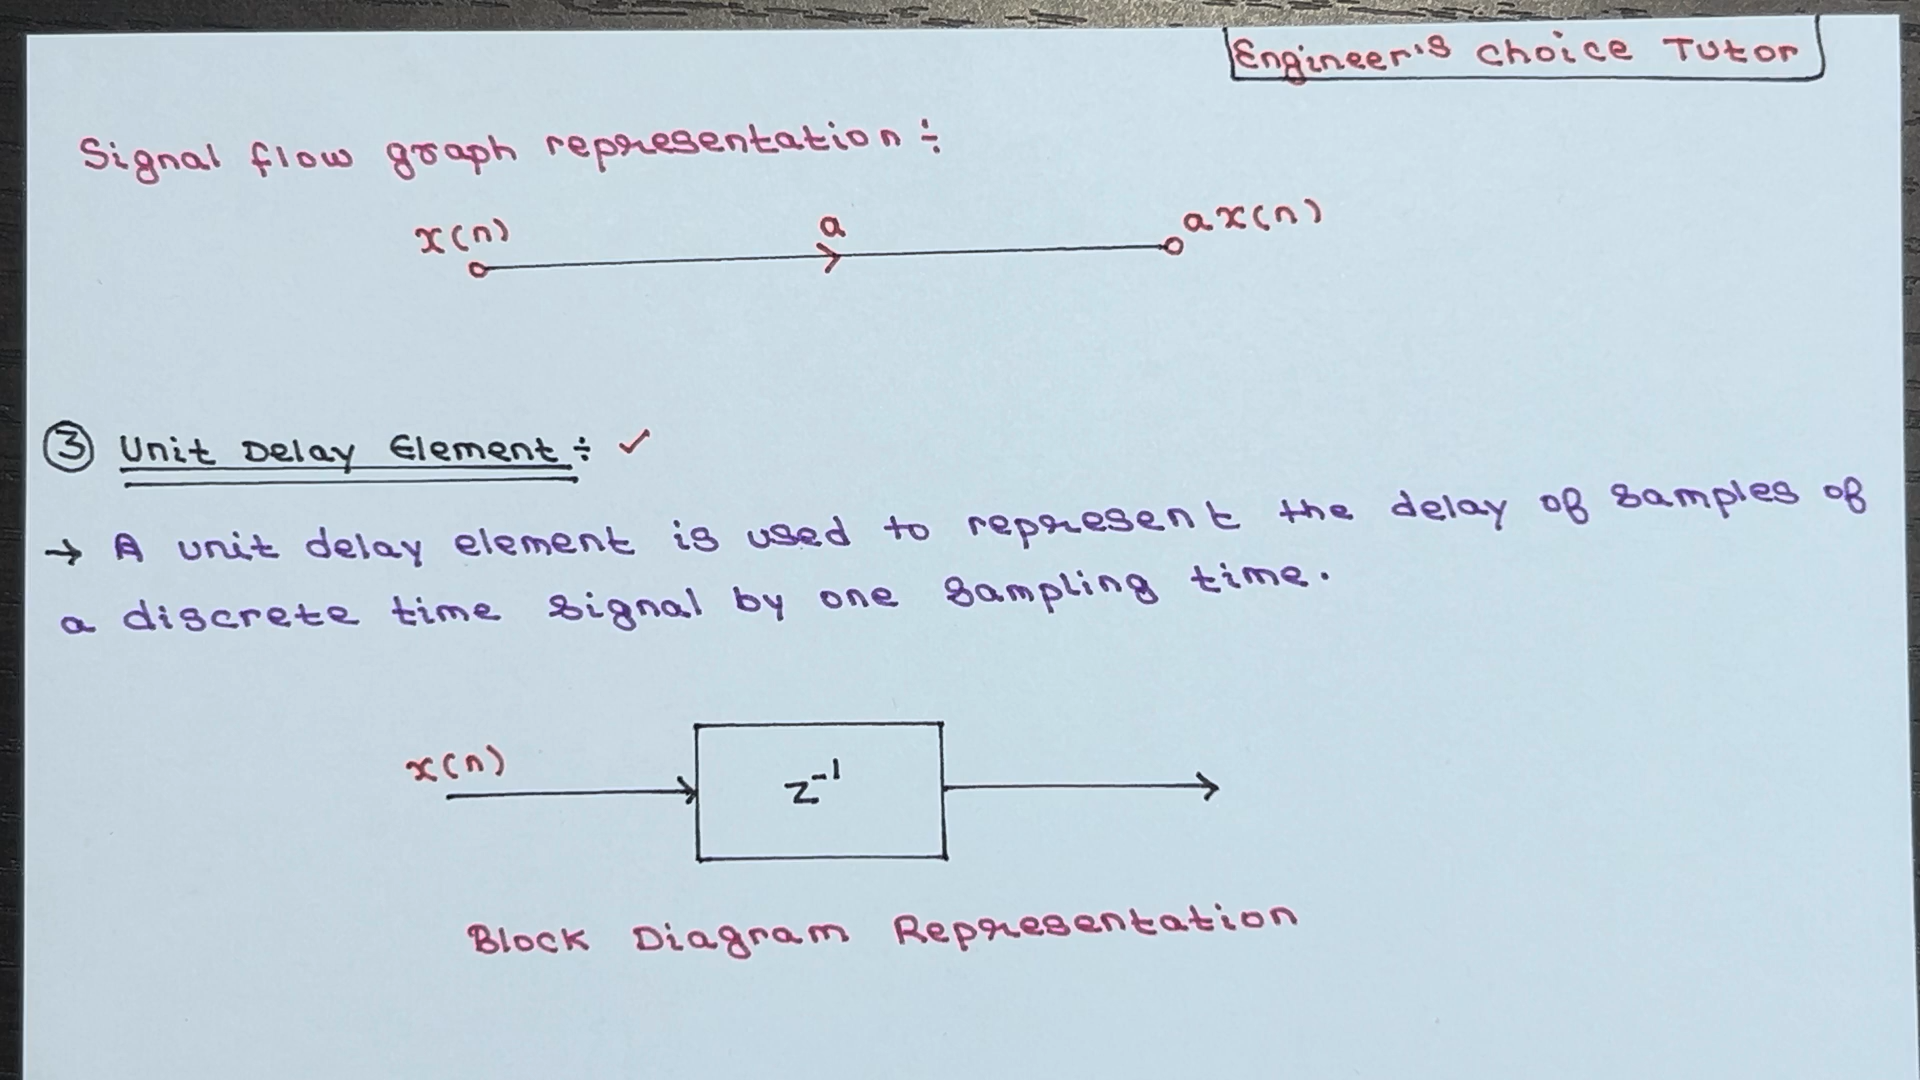 Engineer's Choice Tutor
Signal flow graph representation ÷
x(n) a ax(n)
③ Unit Delay Element ÷ ✓
→ A unit delay element is used to represent the delay of samples of
a discrete time signal by one sampling time.
x(n) z⁻¹
Block Diagram Representation